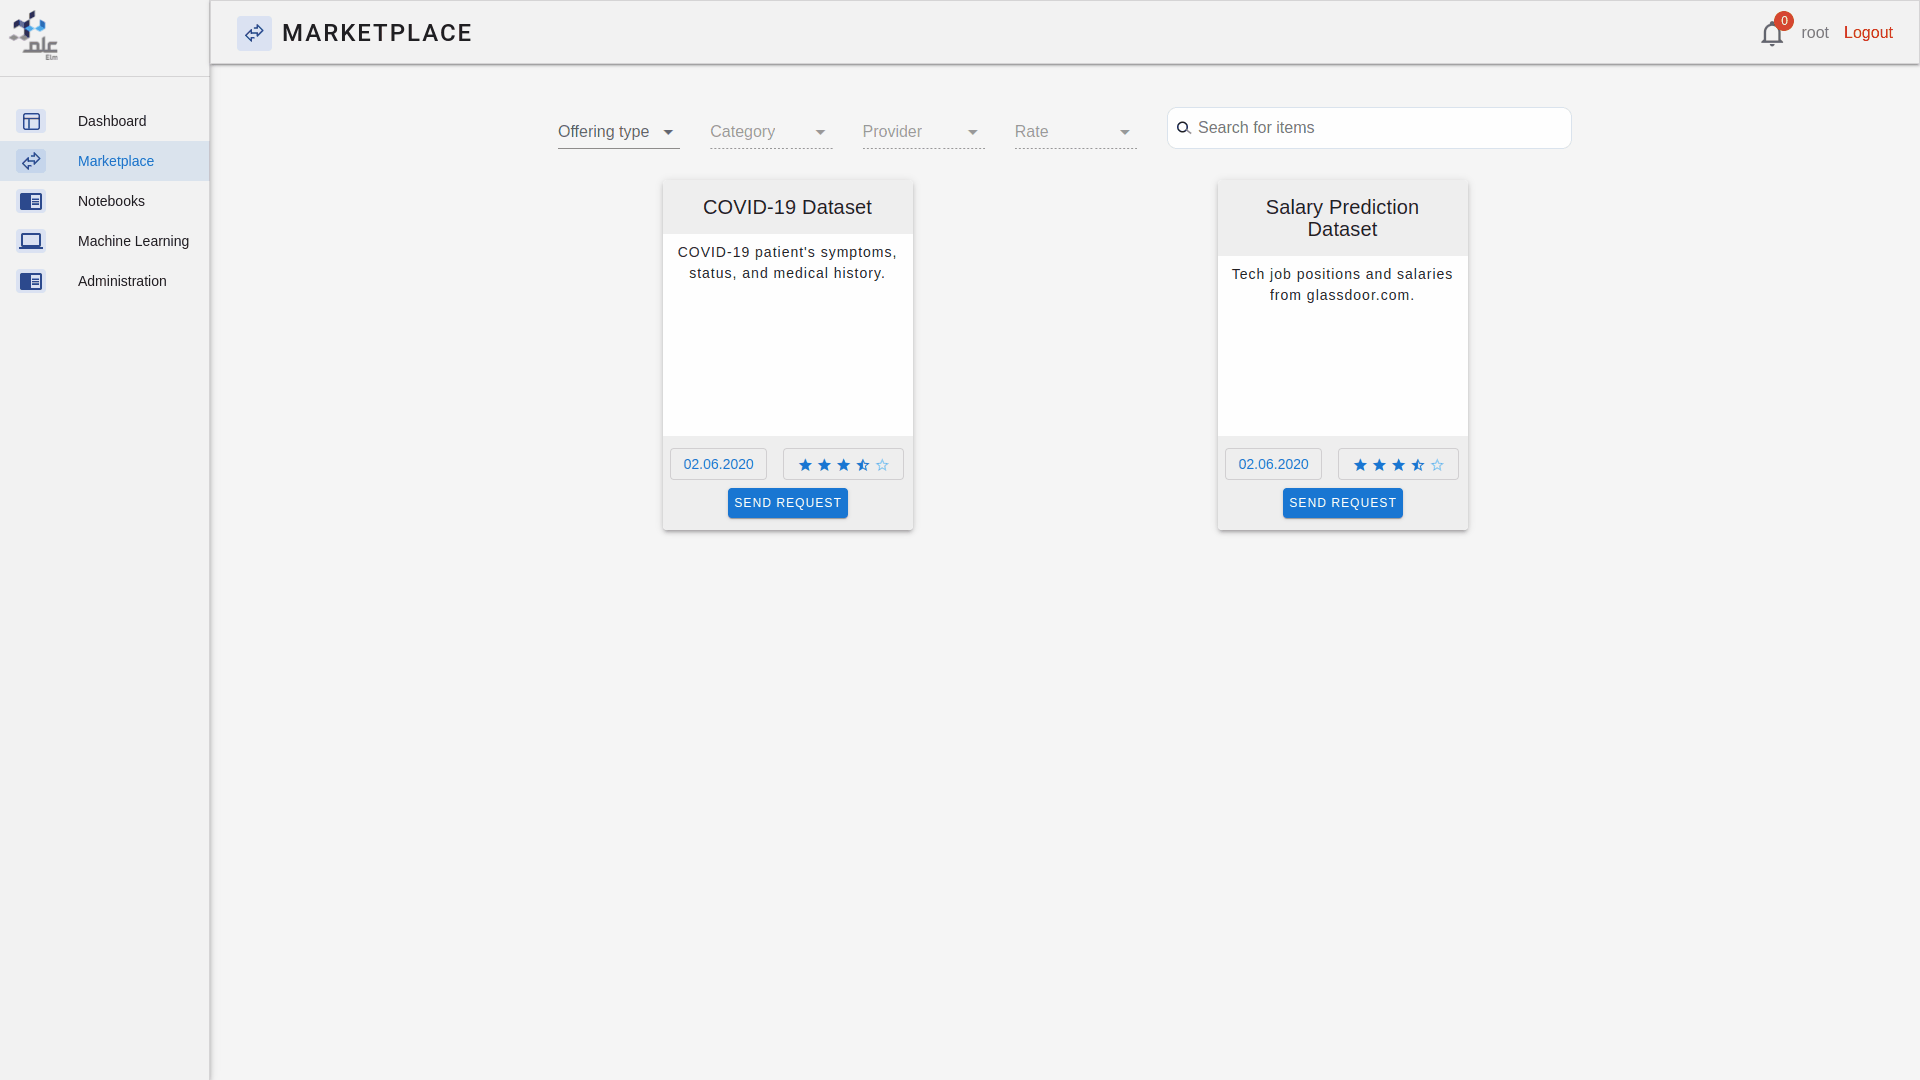 علم
Elm
MARKETPLACE
0
root
Logout
Dashboard
Marketplace
Notebooks
Machine Learning
Administration
Offering type
Category
Provider
Rate
Search for items
COVID-19 Dataset
COVID-19 patient's symptoms,
status, and medical history.
02.06.2020
SEND REQUEST
Salary Prediction
Dataset
Tech job positions and salaries
from glassdoor.com.
02.06.2020
SEND REQUEST